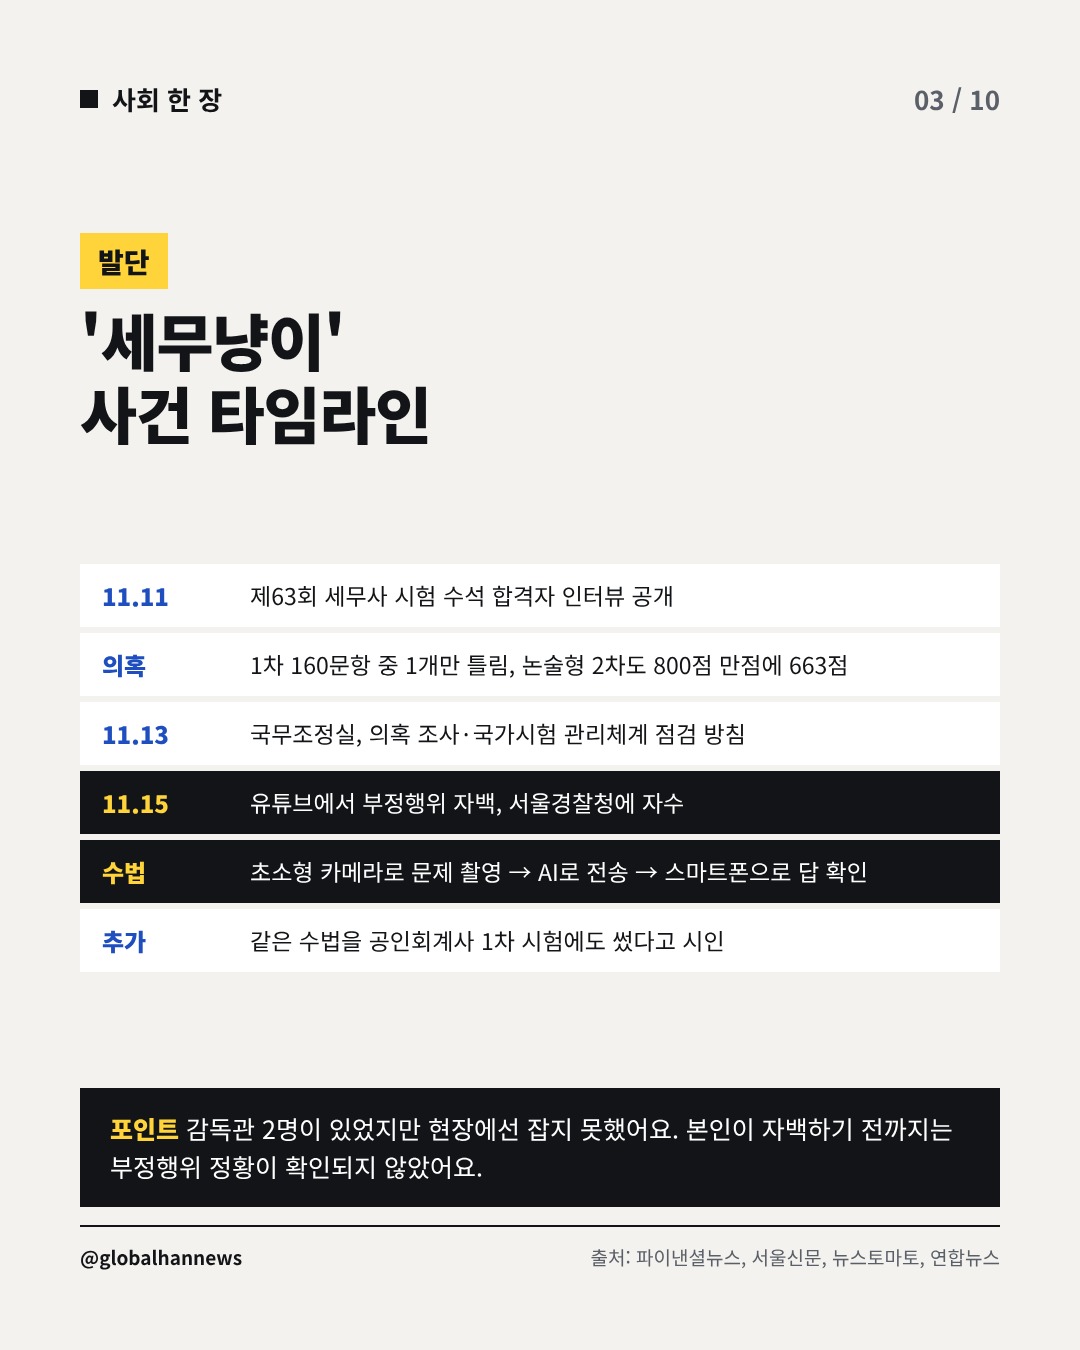 사회 한 장
03 / 10
발단
'세무냥이'
사건 타임라인
11.11 제63회 세무사 시험 수석 합격자 인터뷰 공개
의혹 1차 160문항 중 1개만 틀림, 논술형 2차도 800점 만점에 663점
11.13 국무조정실, 의혹 조사·국가시험 관리체계 점검 방침
11.15 유튜브에서 부정행위 자백, 서울경찰청에 자수
수법 초소형 카메라로 문제 촬영 → AI로 전송 → 스마트폰으로 답 확인
추가 같은 수법을 공인회계사 1차 시험에도 썼다고 시인
포인트 감독관 2명이 있었지만 현장에선 잡지 못했어요. 본인이 자백하기 전까지는
부정행위 정황이 확인되지 않았어요.
@globalhannews
출처: 파이낸셜뉴스, 서울신문, 뉴스토마토, 연합뉴스